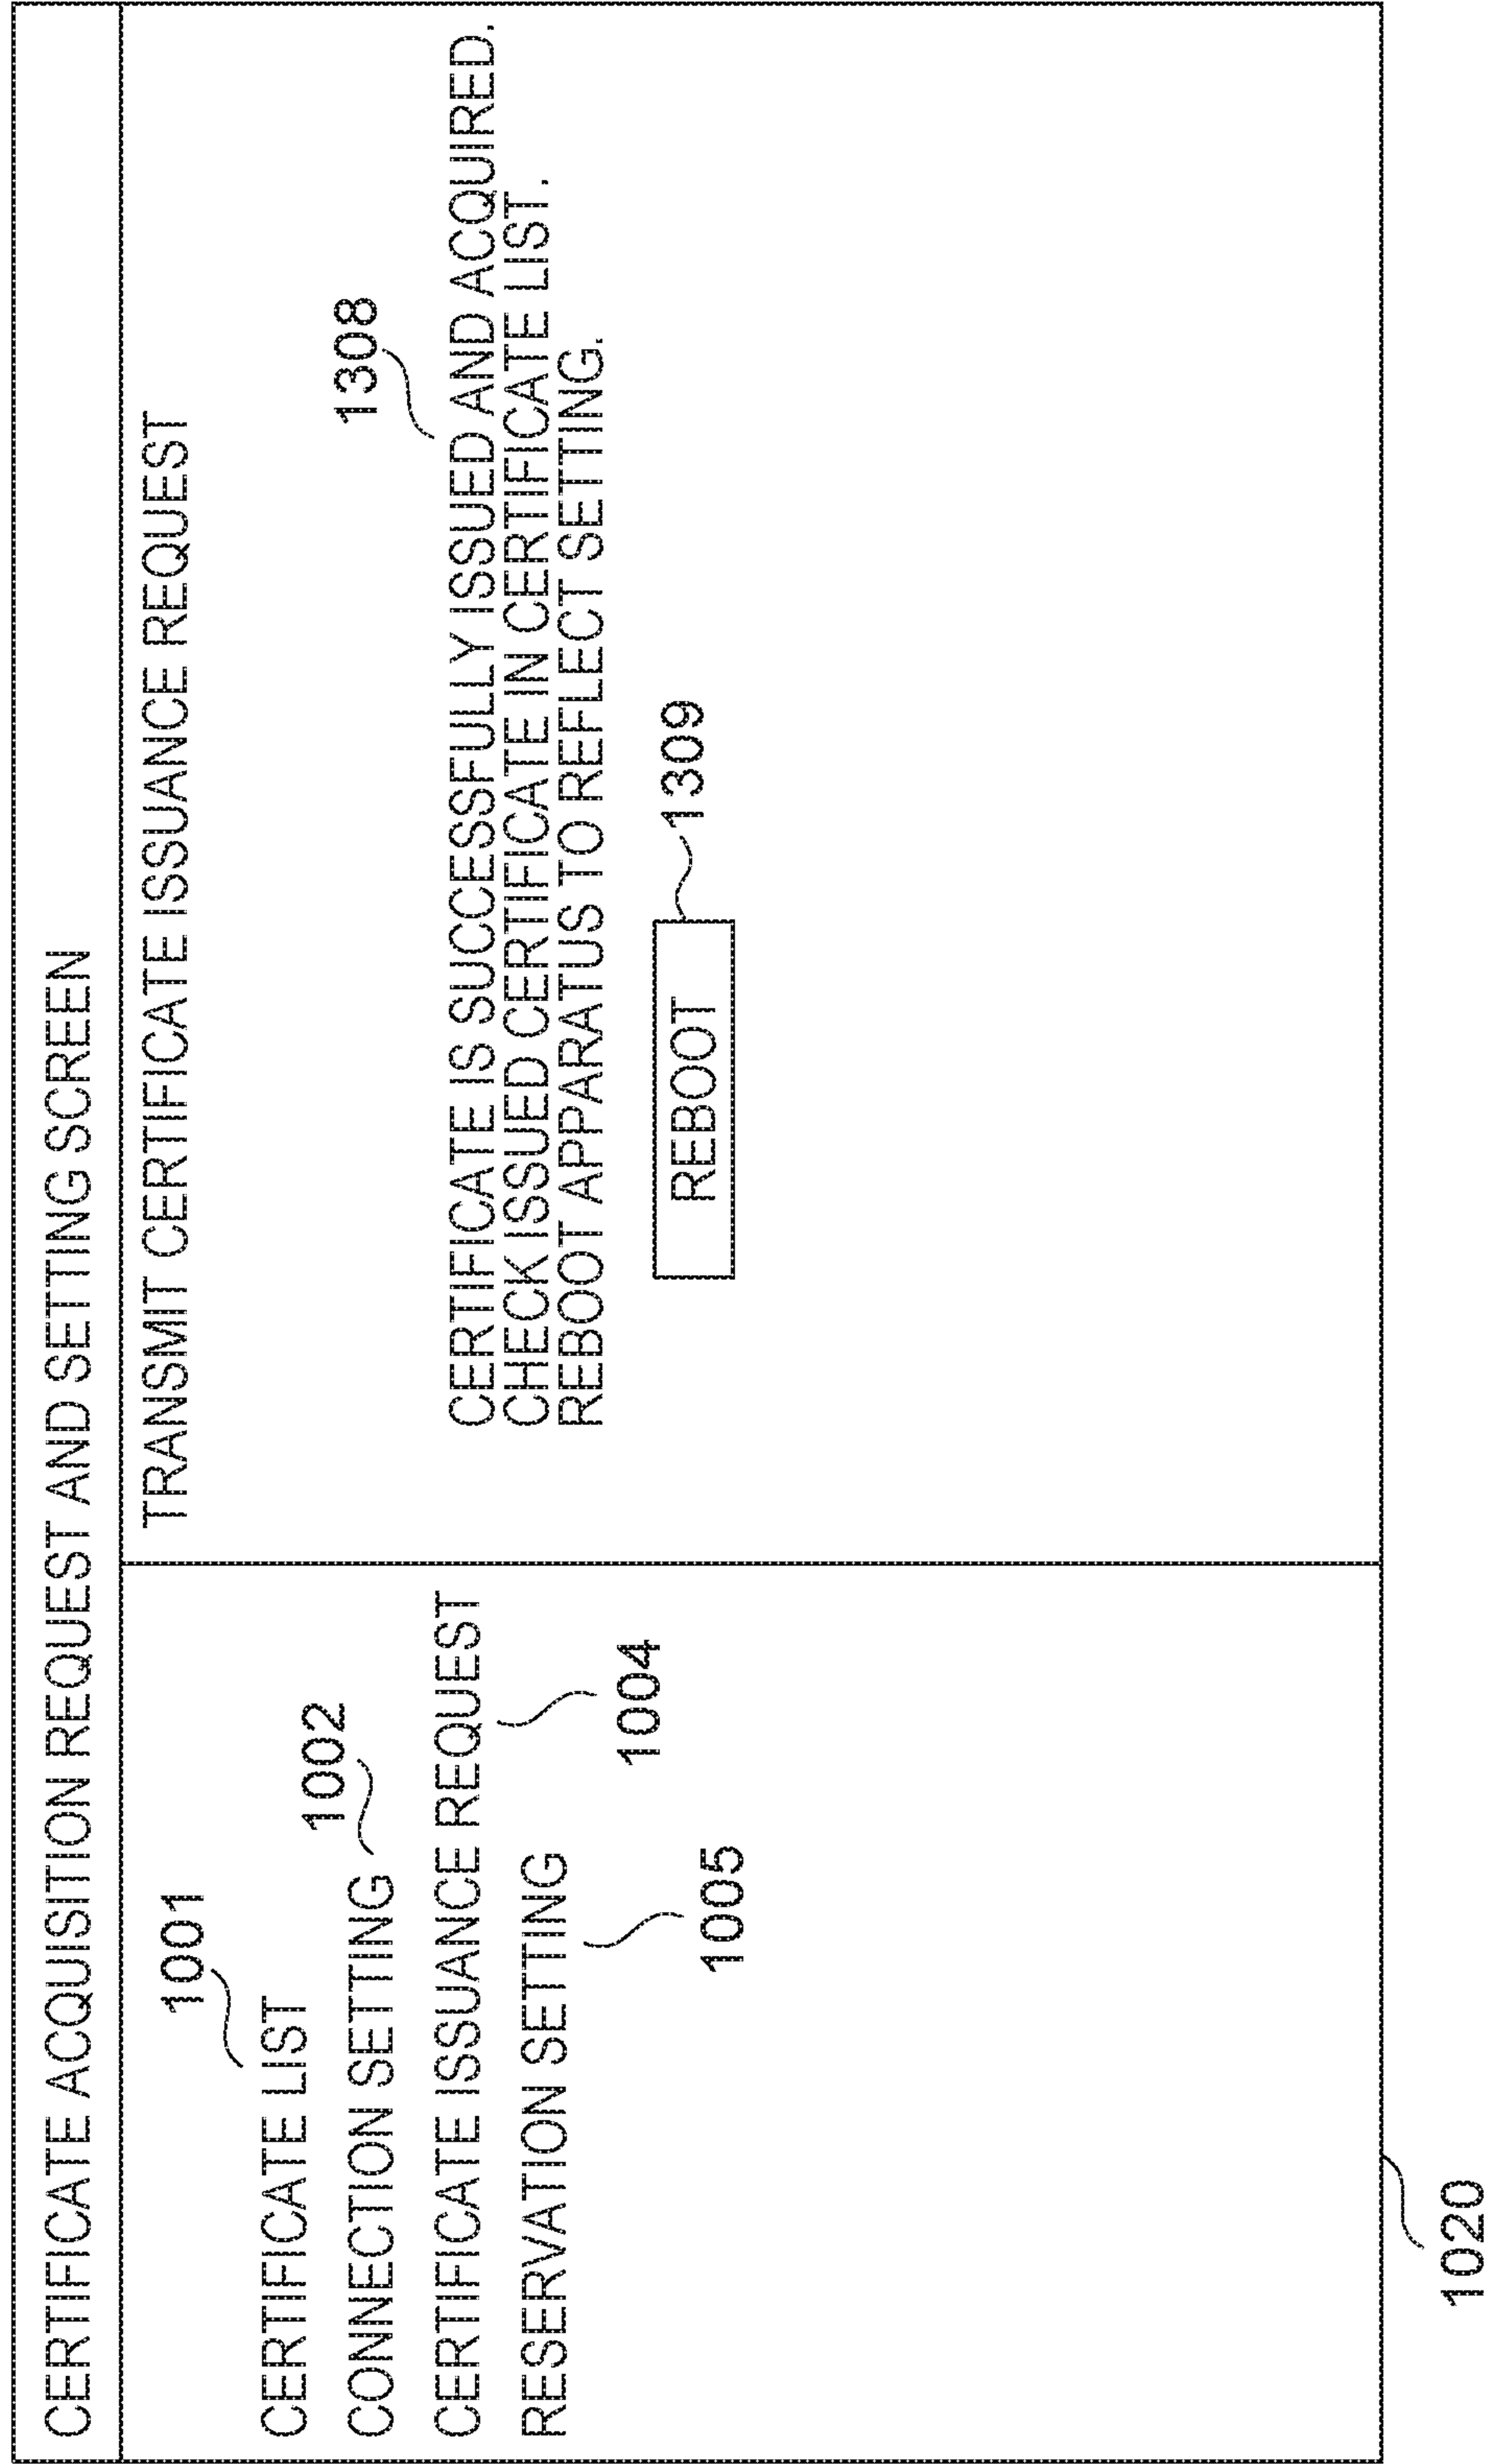 CERTIFICATE ACQUISITION REQUEST AND SETTING SCREEN
1001
CERTIFICATE LIST
1002
CONNECTION SETTING
CERTIFICATE ISSUANCE REQUEST
1004
RESERVATION SETTING
1005
TRANSMIT CERTIFICATE ISSUANCE REQUEST
1308
CERTIFICATE IS SUCCESSFULLY ISSUED AND ACQUIRED.
CHECK ISSUED CERTIFICATE IN CERTIFICATE LIST.
REBOOT APPARATUS TO REFLECT SETTING.
REBOOT
1309
1020